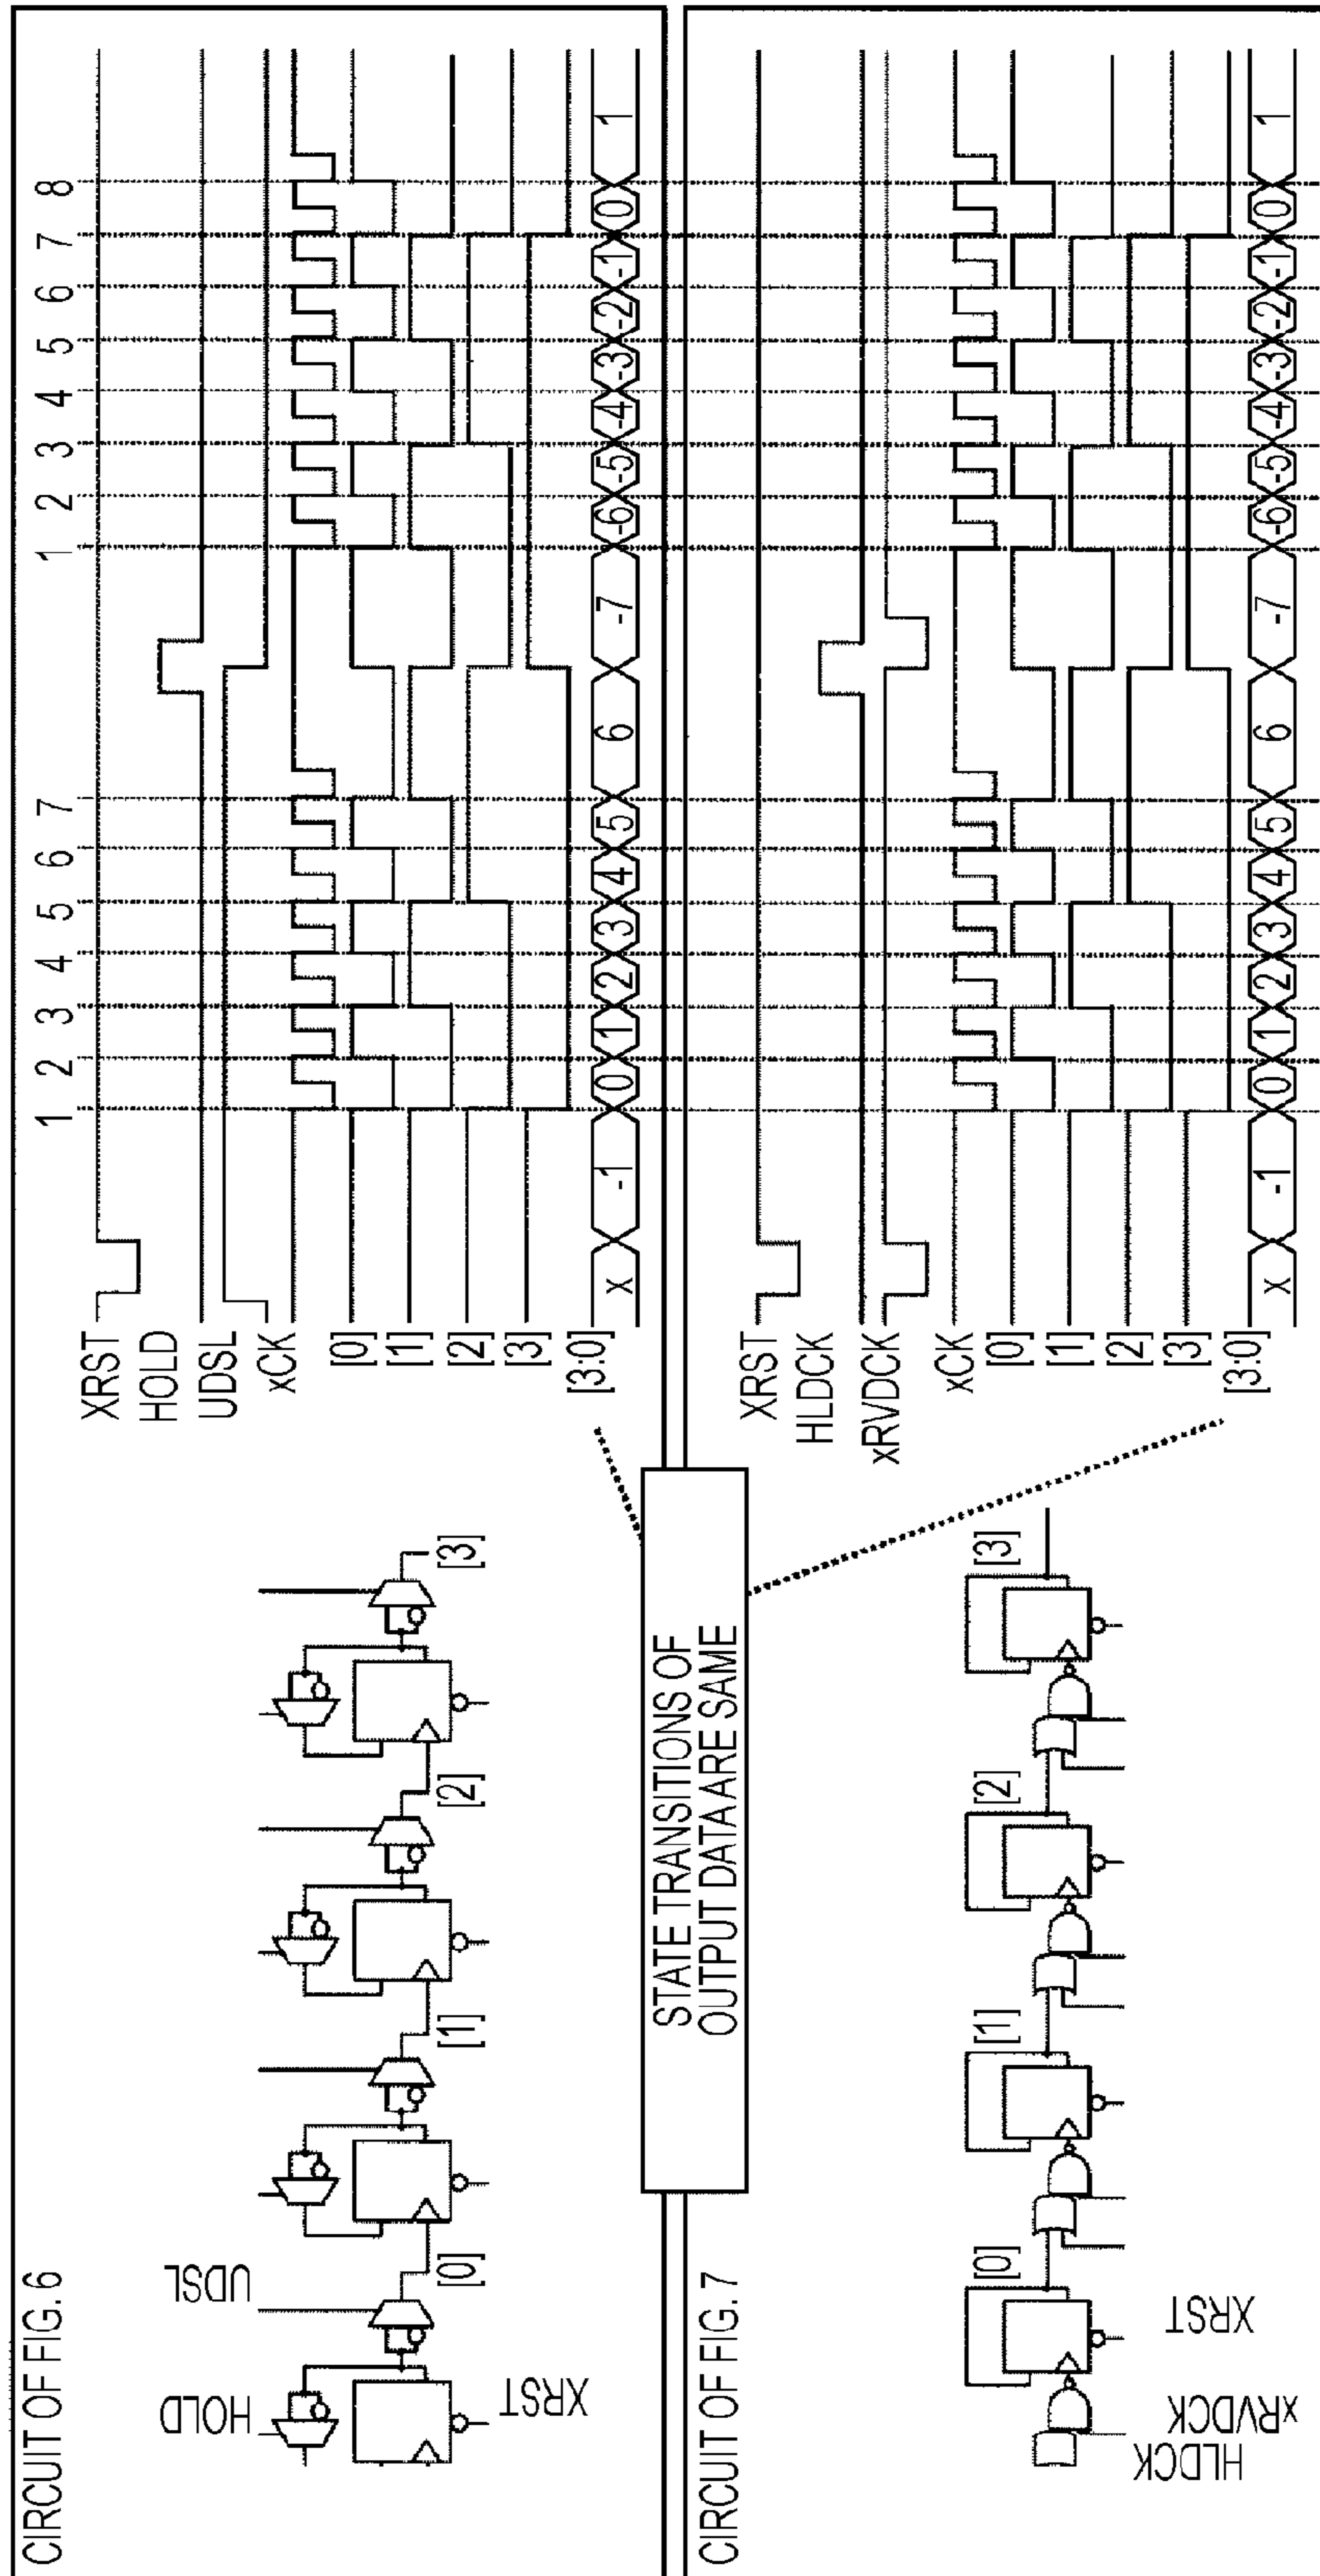 CIRCUIT OF FIG. 6
HOLD
UDSL
XRST
[0]
[1]
[2]
[3]
XRST
HOLD
UDSL
xCK
[0]
[1]
[2]
[3]
[3:0]
1 2 3 4 5 6 7 1 2 3 4 5 6 7 8
x -1 0 1 2 3 4 5 6 -7 -6 -5 -4 -3 -2 -1 0 1
STATE TRANSITIONS OF
OUTPUT DATA ARE SAME
CIRCUIT OF FIG. 7
HLDCK
xRVDCK
XRST
[0]
[1]
[2]
[3]
XRST
HLDCK
xRVDCK
xCK
[0]
[1]
[2]
[3]
[3:0]
x -1 0 1 2 3 4 5 6 -7 -6 -5 -4 -3 -2 -1 0 1